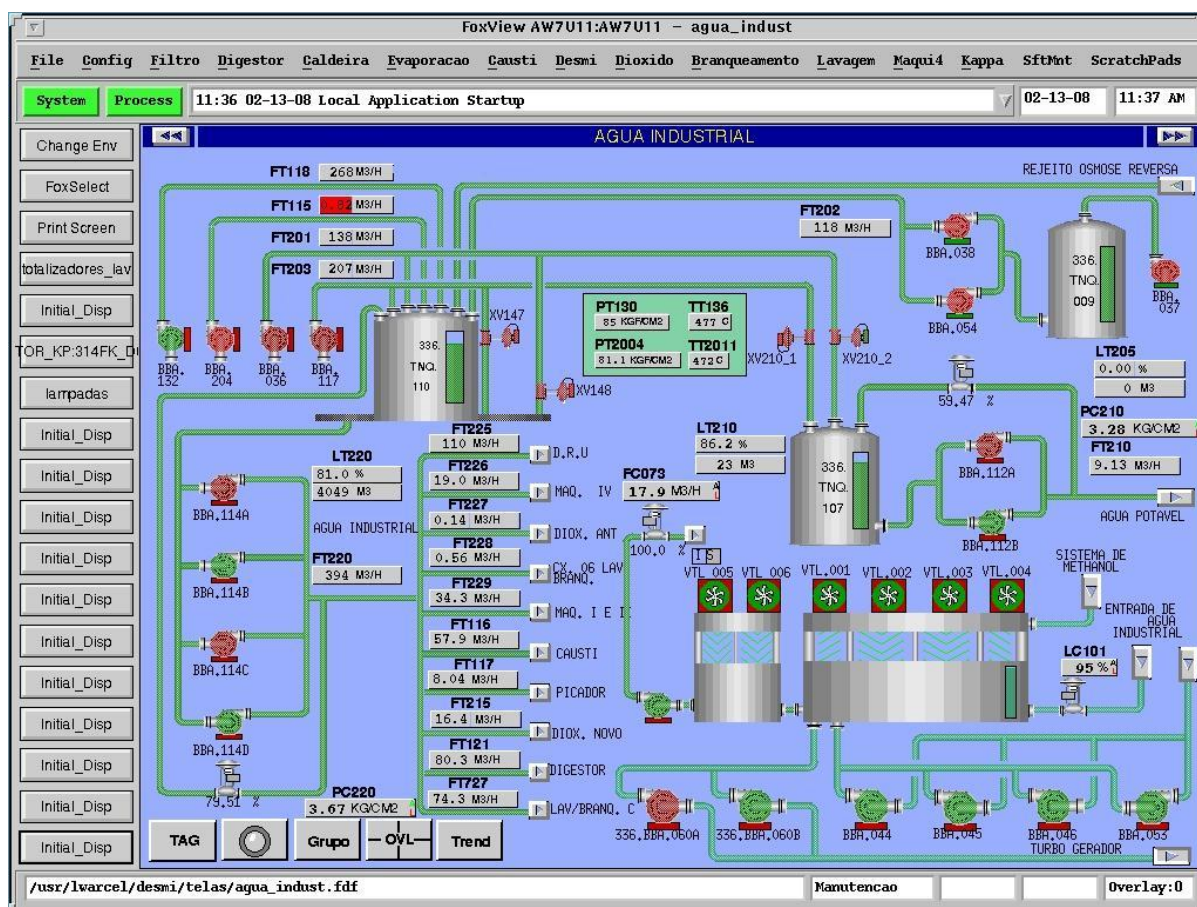 FoxView AW7U11:AW7U11 - agua_indust
File Config Filtro Digestor Caldeira Evaporacao Causti Desmi Dioxido Branqueamento Lavagem Maqui4 Kappa SftMnt ScratchPads
System Process 11:36 02-13-08 Local Application Startup 02-13-08 11:37 AM
Change Env
FoxSelect
Print Screen
totalizadores_lav
Initial_Disp
TOR_KP:314FK_D
lampadas
Initial_Disp
Initial_Disp
Initial_Disp
Initial_Disp
Initial_Disp
Initial_Disp
Initial_Disp
Initial_Disp
Initial_Disp
Initial_Disp
Initial_Disp
AGUA INDUSTRIAL
REJEITO OSMOSE REVERSA
FT118 268 M3/H
FT115 0.82 M3/H
FT201 138 M3/H
FT203 207 M3/H
FT202
118 M3/H
BBA.038
BBA.054
336.
TNQ.
009
BBA.
037
BBA.
132
BBA.
204
BBA.
036
BBA.
117
336.
TNQ.
110
XV147
XV148
PT130
85 KGF/CM2
TT136
477 C
PT2004
81.1 KGF/CM2
TT2011
472 C
XV210_1
XV210_2
59.47 %
LT205
0.00 %
0 M3
PC210
3.28 KG/CM2
FT210
9.13 M3/H
LT210
86.2 %
23 M3
336.
TNQ.
107
BBA.112A
BBA.112B
AGUA POTAVEL
FC073
17.9 M3/H A
L
100.0 %
I S
LT220
81.0 %
4049 M3
AGUA INDUSTRIAL
FT220
394 M3/H
BBA.114A
BBA.114B
BBA.114C
BBA.114D
79.51 %
PC220
3.67 KG/CM2
FT225
110 M3/H
D.R.U
FT226
19.0 M3/H
MAQ. IV
FT227
0.14 M3/H
DIOX. ANT
FT228
0.56 M3/H
CX. 06 LAV
BRANQ.
FT229
34.3 M3/H
MAQ. I E I
FT116
57.9 M3/H
CAUSTI
FT117
8.04 M3/H
PICADOR
FT215
16.4 M3/H
DIOX. NOVO
FT121
80.3 M3/H
DIGESTOR
FT727
74.3 M3/H
LAV/BRANQ. C
VTL_005 VTL_006 VTL.001 VTL.002 VTL.003 VTL.004
SISTEMA DE
METHANOL
ENTRADA DE
AGUA
INDUSTRIAL
LC101
95 % A
L
336.BBA.060A
336.BBA.060B
BBA.044
BBA.045
BBA.046
BBA.053
TURBO GERADOR
TAG Grupo OVL Trend
/usr/lwarcel/desmi/telas/agua_indust.fdf Manutencao Overlay:0